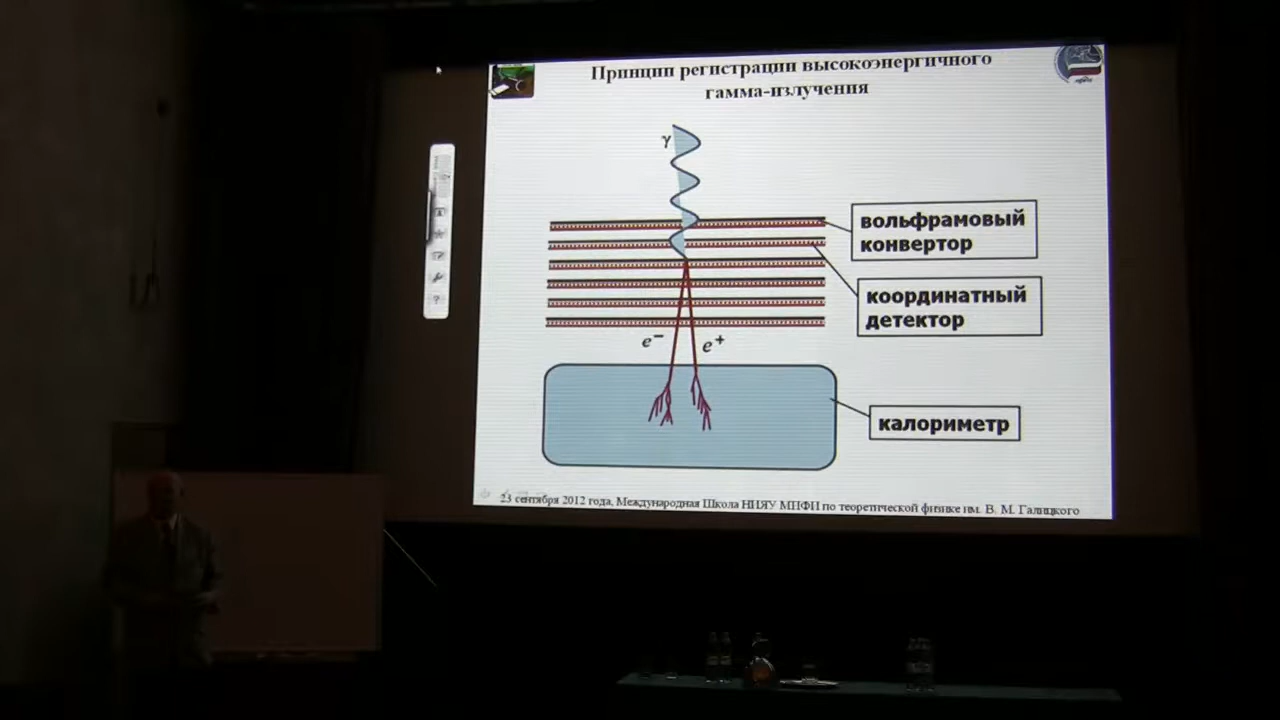 Принцип регистрации высокоэнергичного
гамма-излучения
γ
вольфрамовый
конвертор
координатный
детектор
e⁻
e⁺
калориметр
23 сентября 2012 года, Международная Школа НИЯУ МИФИ по теоретической физике им. В. М. Галицкого